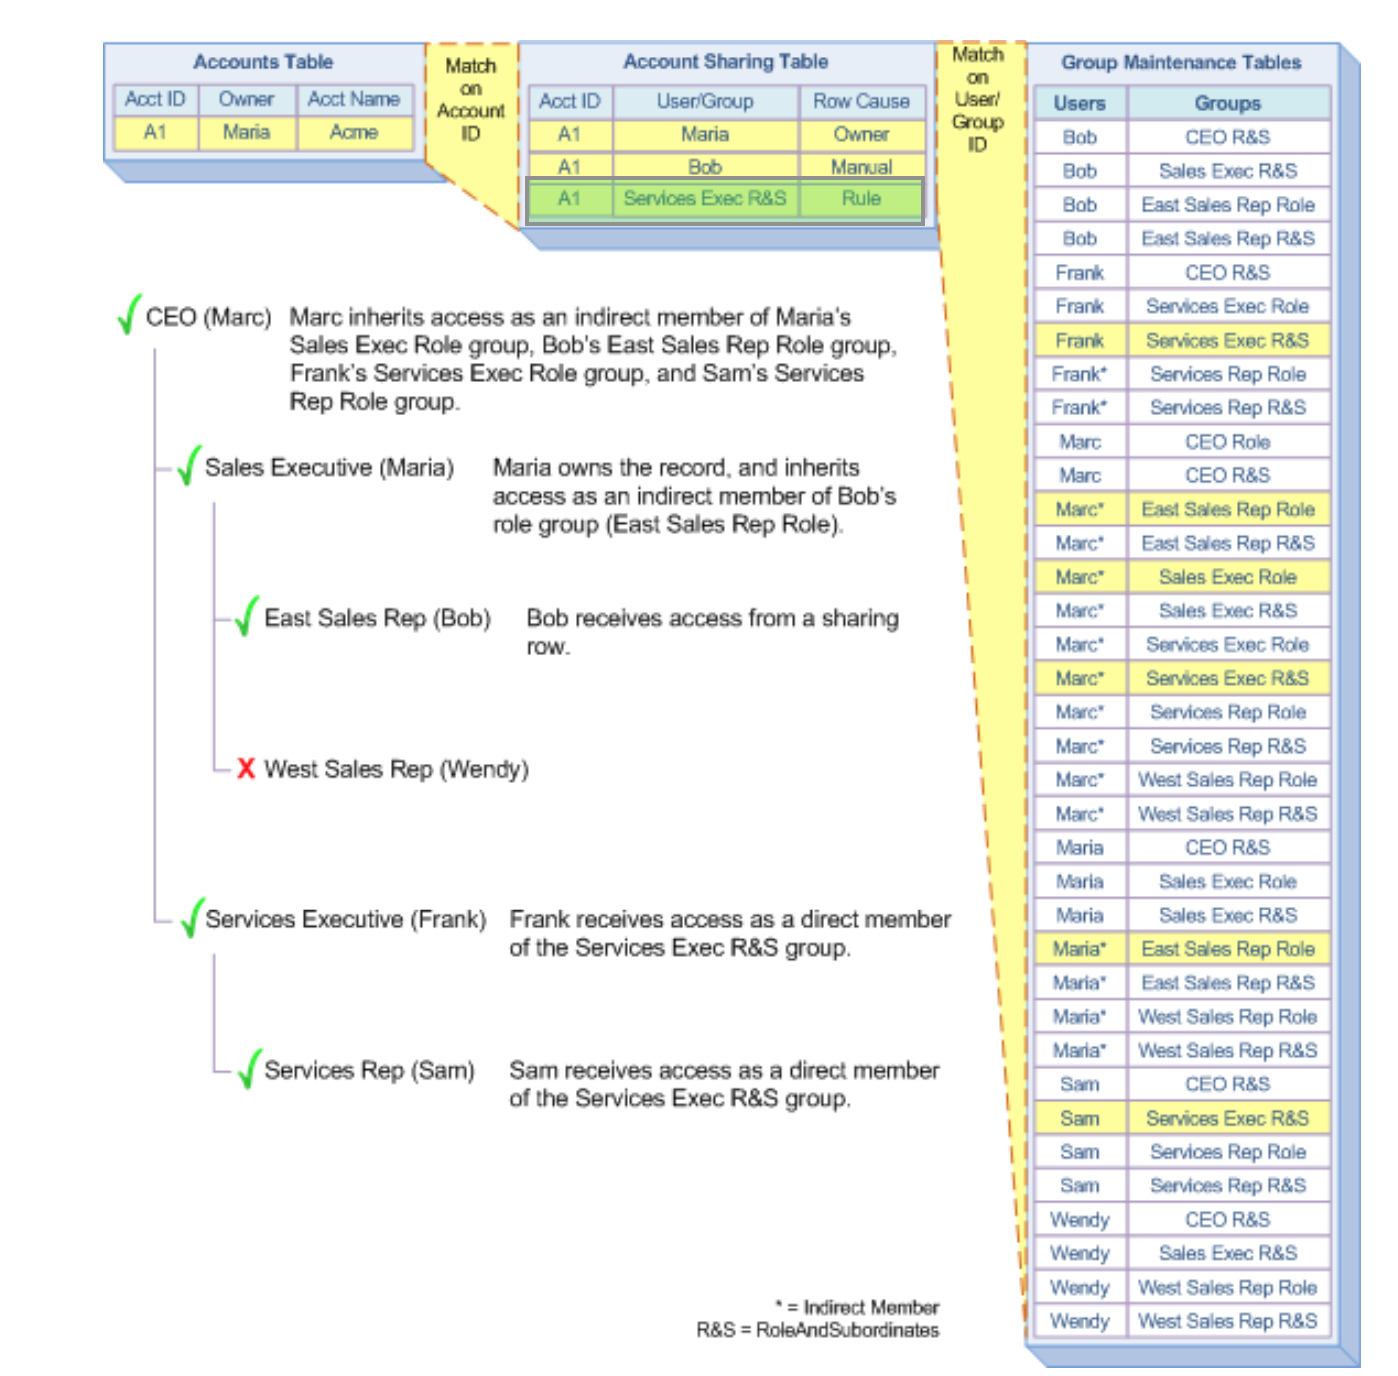 Accounts Table
Acct ID Owner Acct Name
A1 Maria Acme
Match
on
Account
ID
Account Sharing Table
Acct ID User/Group Row Cause
A1 Maria Owner
A1 Bob Manual
A1 Services Exec R&S Rule
Match
on
User/
Group
ID
Group Maintenance Tables
Users Groups
Bob CEO R&S
Bob Sales Exec R&S
Bob East Sales Rep Role
Bob East Sales Rep R&S
Frank CEO R&S
Frank Services Exec Role
Frank Services Exec R&S
Frank* Services Rep Role
Frank* Services Rep R&S
Marc CEO Role
Marc CEO R&S
Marc* East Sales Rep Role
Marc* East Sales Rep R&S
Marc* Sales Exec Role
Marc* Sales Exec R&S
Marc* Services Exec Role
Marc* Services Exec R&S
Marc* Services Rep Role
Marc* Services Rep R&S
Marc* West Sales Rep Role
Marc* West Sales Rep R&S
Maria CEO R&S
Maria Sales Exec Role
Maria Sales Exec R&S
Maria* East Sales Rep Role
Maria* East Sales Rep R&S
Maria* West Sales Rep Role
Maria* West Sales Rep R&S
Sam CEO R&S
Sam Services Exec R&S
Sam Services Rep Role
Sam Services Rep R&S
Wendy CEO R&S
Wendy Sales Exec R&S
Wendy West Sales Rep Role
Wendy West Sales Rep R&S
CEO (Marc) Marc inherits access as an indirect member of Maria's
Sales Exec Role group, Bob's East Sales Rep Role group,
Frank's Services Exec Role group, and Sam's Services
Rep Role group.
Sales Executive (Maria) Maria owns the record, and inherits
access as an indirect member of Bob's
role group (East Sales Rep Role).
East Sales Rep (Bob) Bob receives access from a sharing
row.
X West Sales Rep (Wendy)
Services Executive (Frank) Frank receives access as a direct member
of the Services Exec R&S group.
Services Rep (Sam) Sam receives access as a direct member
of the Services Exec R&S group.
* = Indirect Member
R&S = RoleAndSubordinates